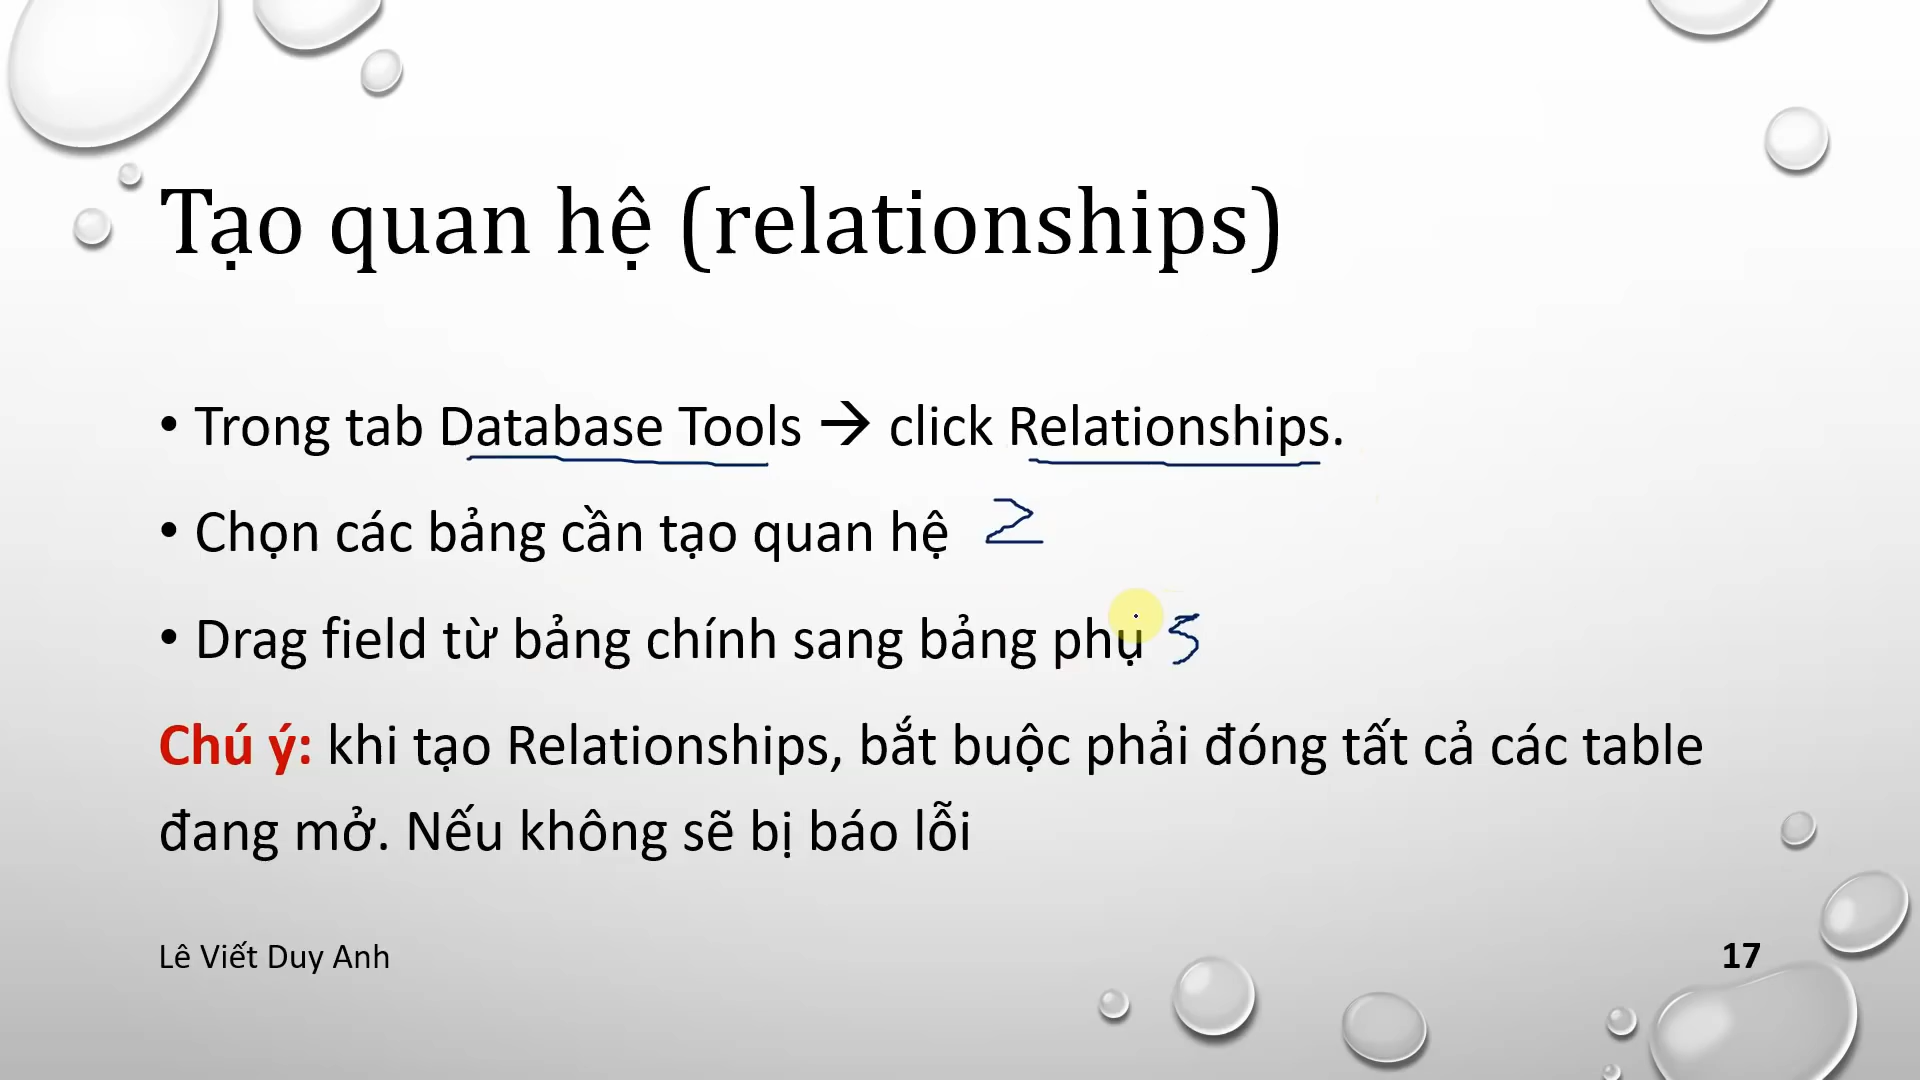 Tạo quan hệ (relationships)
• Trong tab Database Tools → click Relationships.
• Chọn các bảng cần tạo quan hệ 2
• Drag field từ bảng chính sang bảng phụ
Chú ý: khi tạo Relationships, bắt buộc phải đóng tất cả các table
đang mở. Nếu không sẽ bị báo lỗi
Lê Viết Duy Anh
17